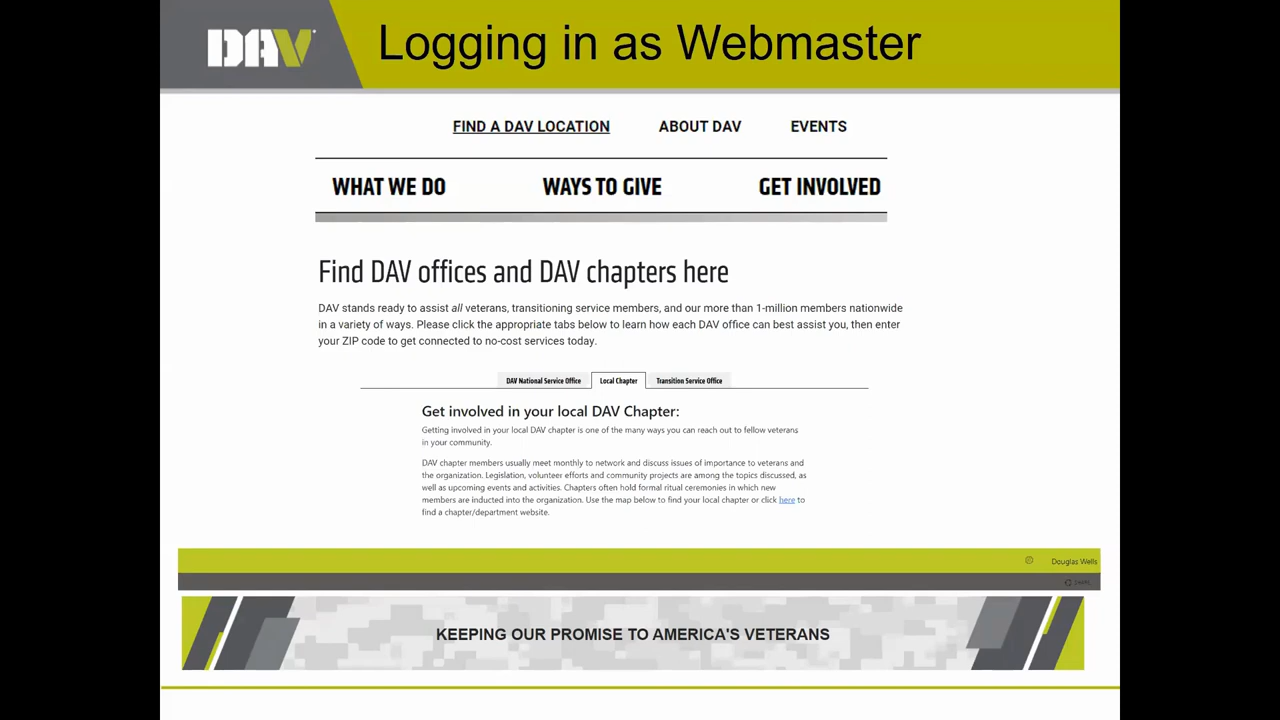 DAV
Logging in as Webmaster
FIND A DAV LOCATION ABOUT DAV EVENTS
WHAT WE DO WAYS TO GIVE GET INVOLVED
Find DAV offices and DAV chapters here
DAV stands ready to assist all veterans, transitioning service members, and our more than 1-million members nationwide
in a variety of ways. Please click the appropriate tabs below to learn how each DAV office can best assist you, then enter
your ZIP code to get connected to no-cost services today.
DAV National Service Office Local Chapter Transition Service Office
Get involved in your local DAV Chapter:
Getting involved in your local DAV chapter is one of the many ways you can reach out to fellow veterans
in your community.
DAV chapter members usually meet monthly to network and discuss issues of importance to veterans and
the organization. Legislation, volunteer efforts and community projects are among the topics discussed, as
well as upcoming events and activities. Chapters often hold formal ritual ceremonies in which new
members are inducted into the organization. Use the map below to find your local chapter or click here to
find a chapter/department website.
Douglas Wells
KEEPING OUR PROMISE TO AMERICA'S VETERANS